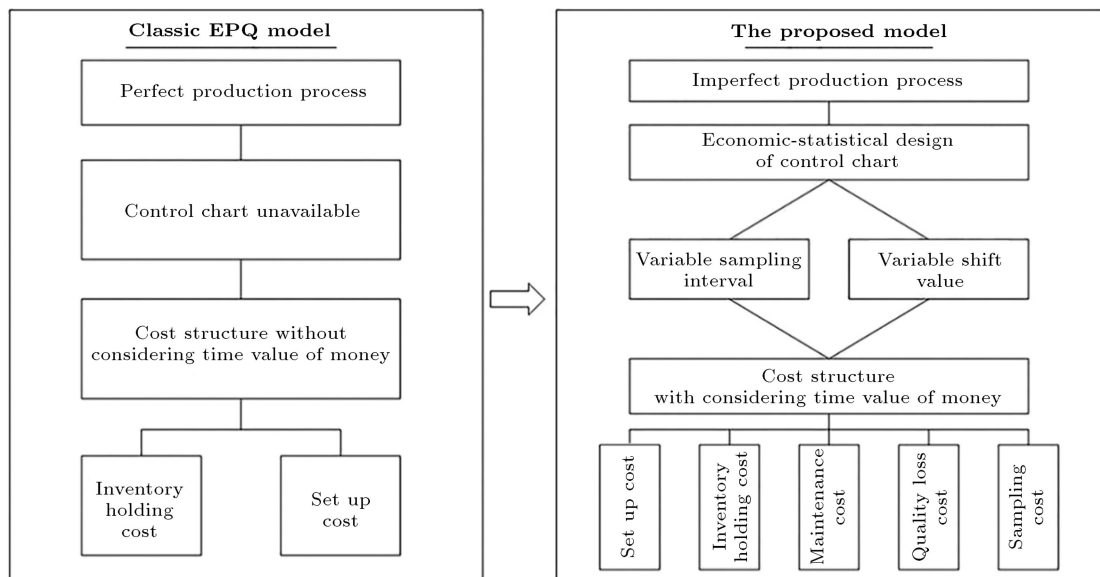 Classic EPQ model
Perfect production process
Control chart unavailable
Cost structure without
considering time value of money
Inventory
holding
cost
Set up
cost
The proposed model
Imperfect production process
Economic-statistical design
of control chart
Variable sampling
interval
Variable shift
value
Cost structure
with considering time value of money
Set up cost
Inventory
holding cost
Maintenance
cost
Quality loss
cost
Sampling
cost